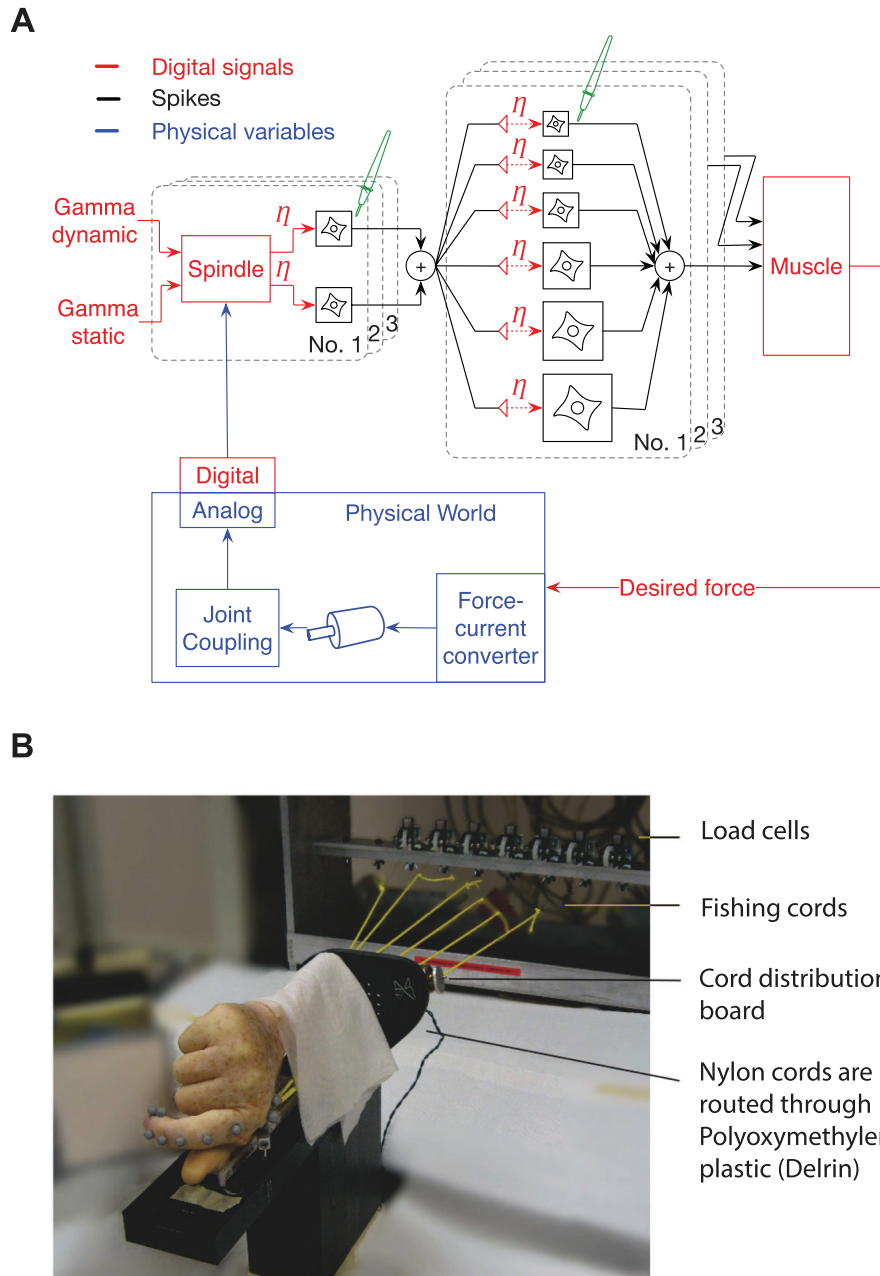 A
Digital signals
Spikes
Physical variables
Gamma
dynamic
Gamma
static
Spindle
η
η
No. 1 2 3
+
η
η
η
η
η
η
No. 1 2 3
+
Muscle
Digital
Analog
Physical World
Joint
Coupling
Force-
current
converter
Desired force
B
Load cells
Fishing cords
Cord distribution
board
Nylon cords are
routed through
Polyoxymethylen
plastic (Delrin)